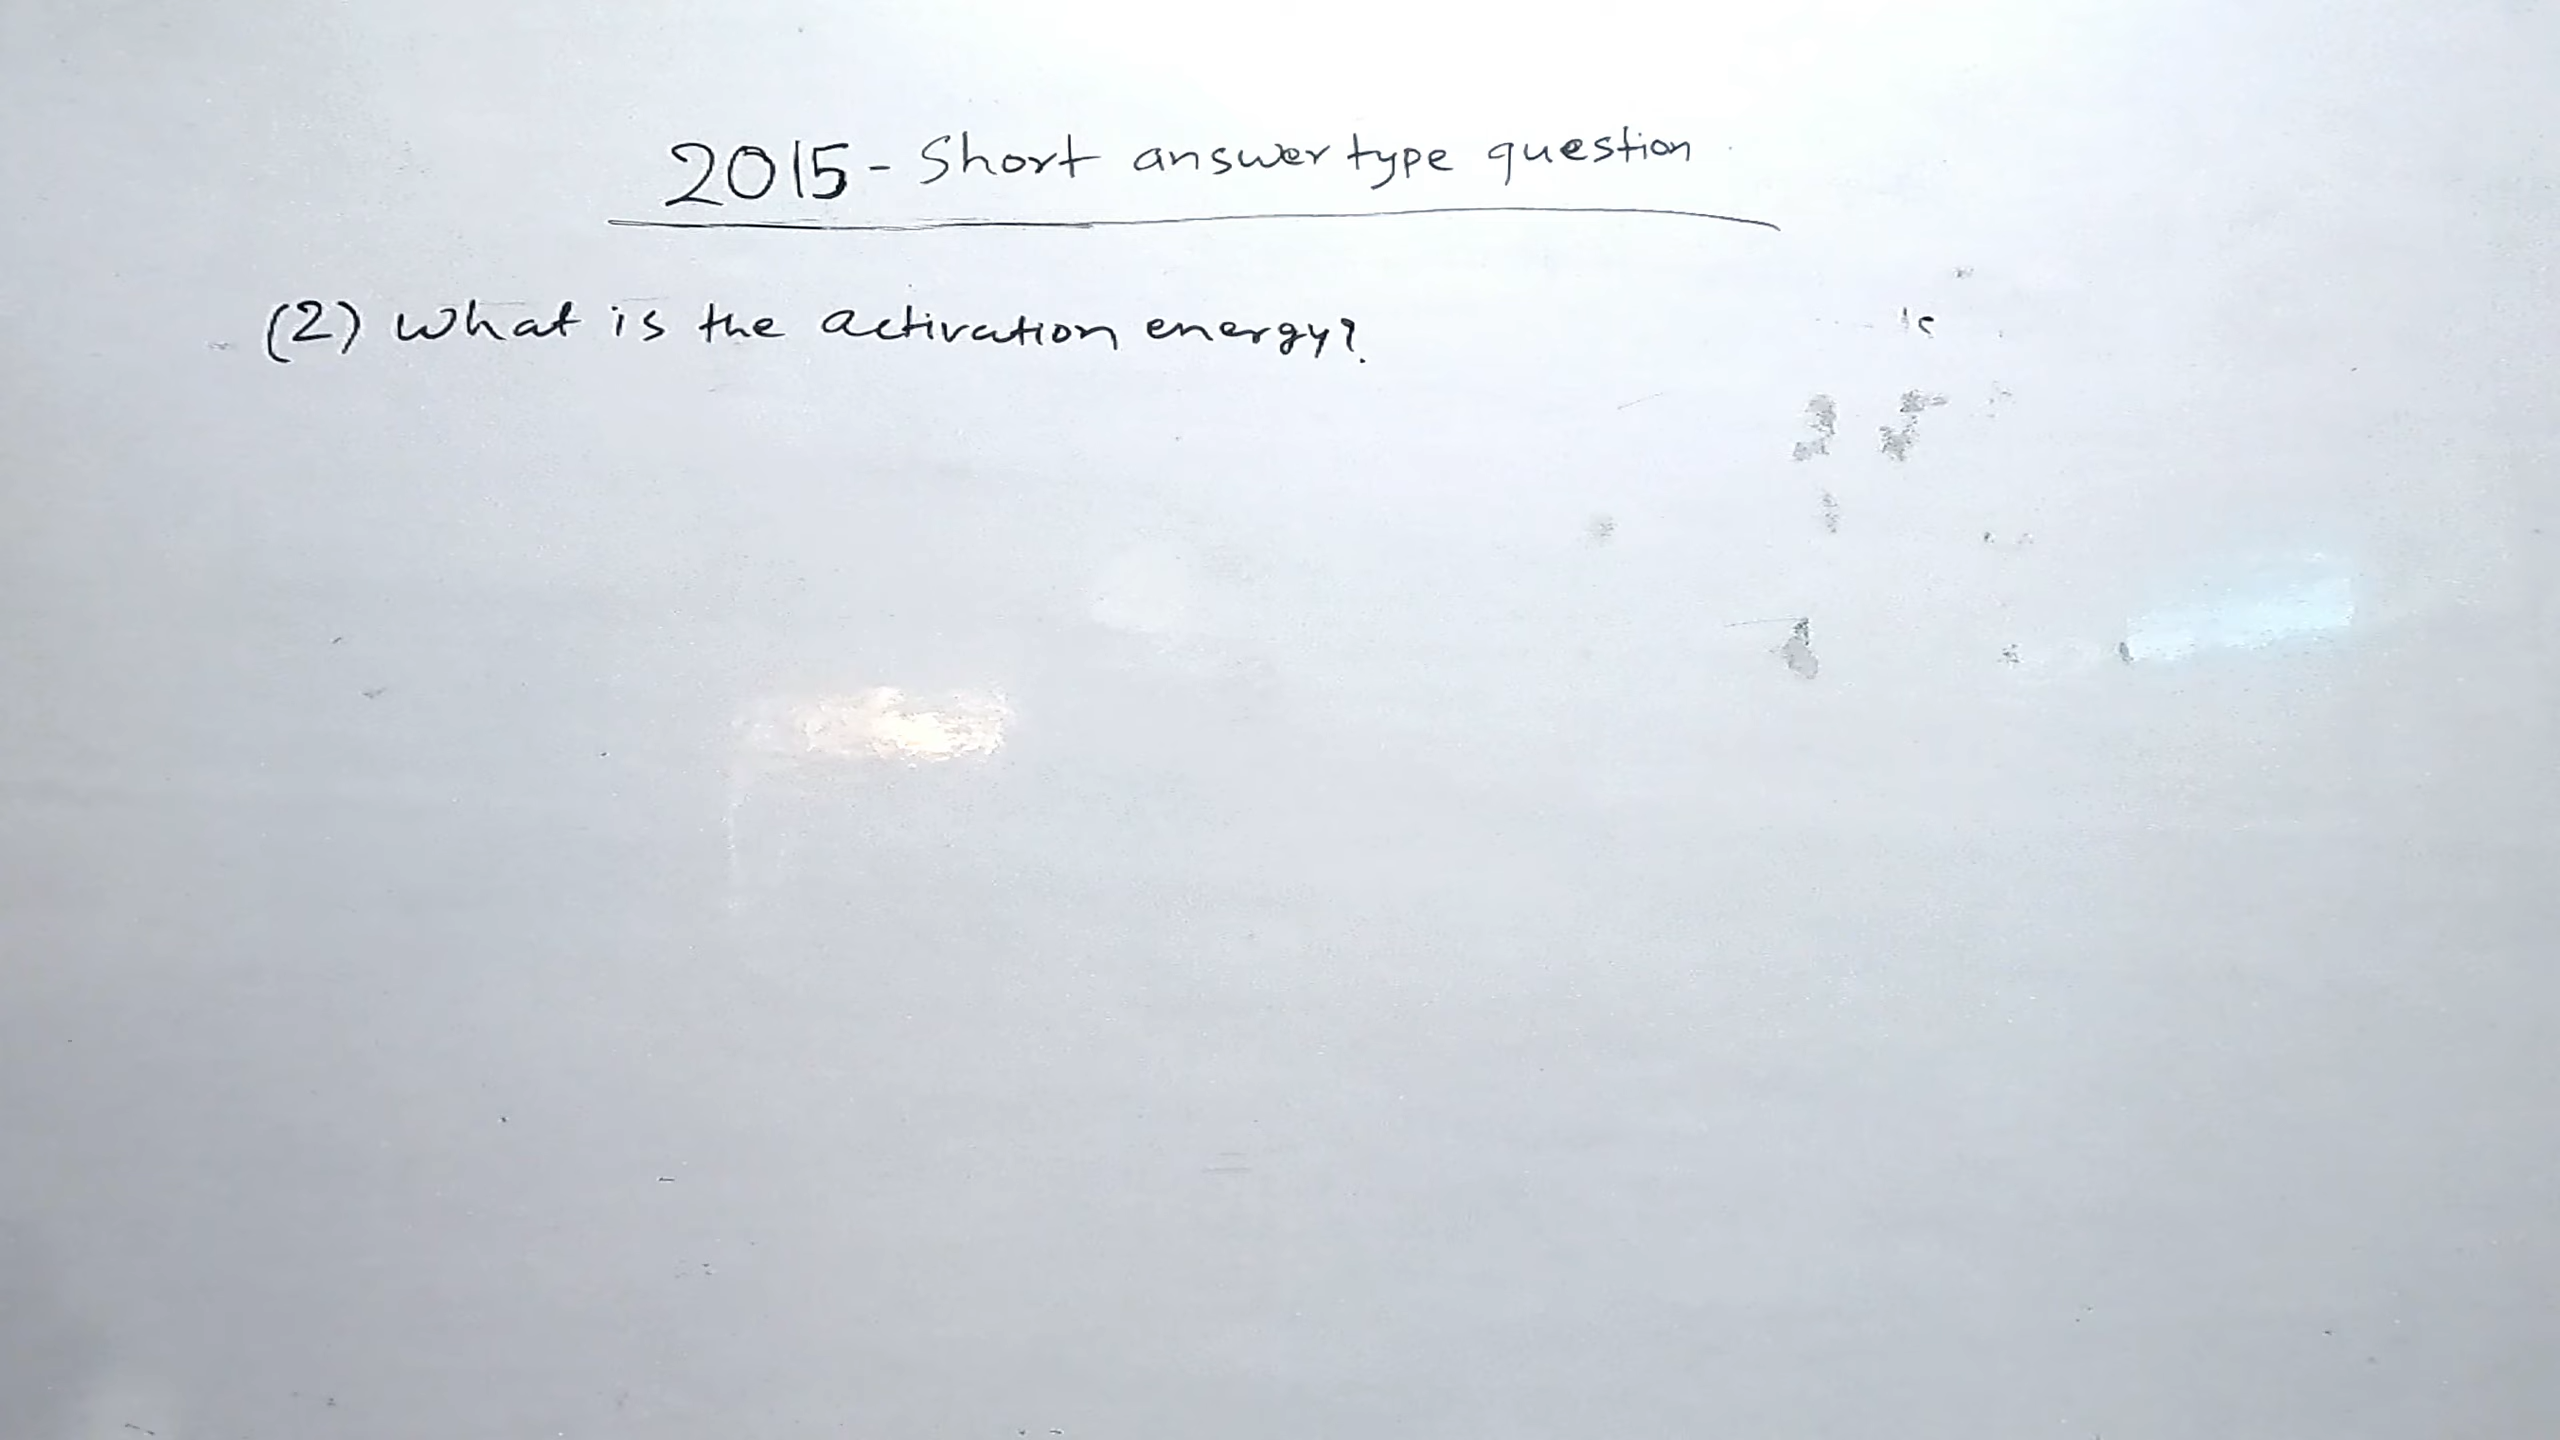 2015 - Short answer type question
(2) What is the activation energy?